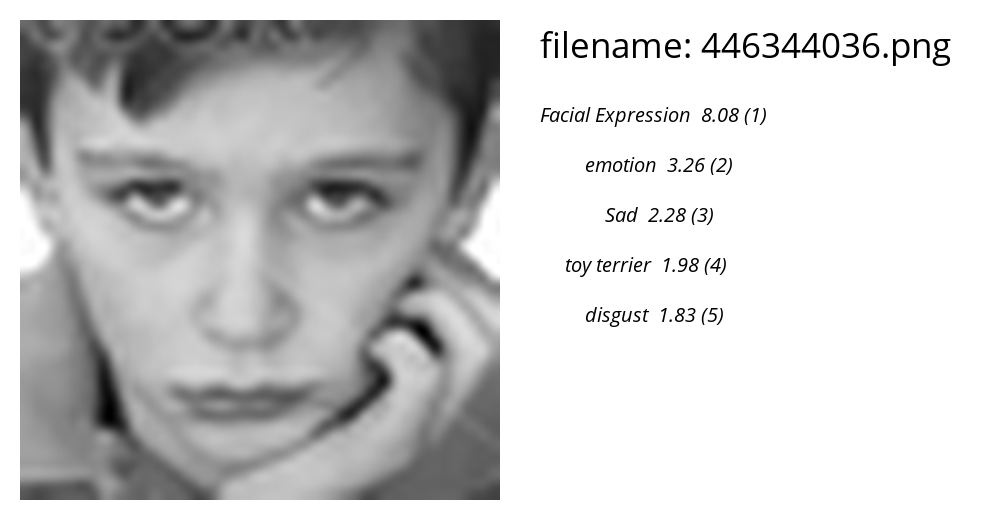 filename: 446344036.png
Facial Expression 8.08 (1)
emotion 3.26 (2)
Sad 2.28 (3)
toy terrier 1.98 (4)
disgust 1.83 (5)